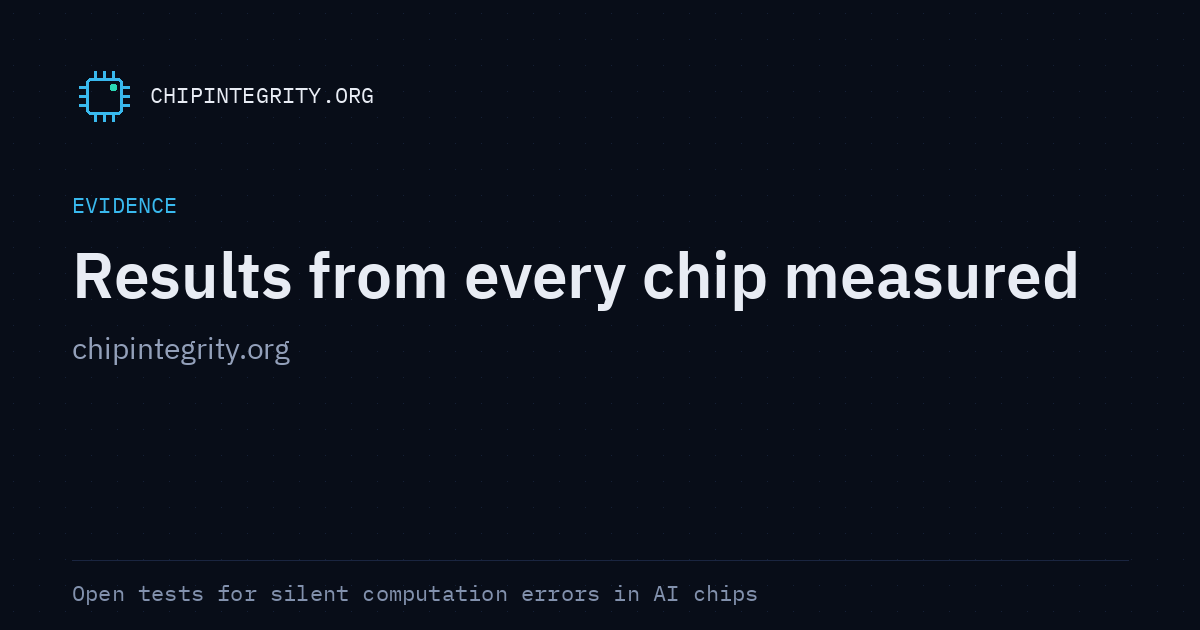 CHIPINTEGRITY.ORG
EVIDENCE
Results from every chip measured
chipintegrity.org
Open tests for silent computation errors in AI chips